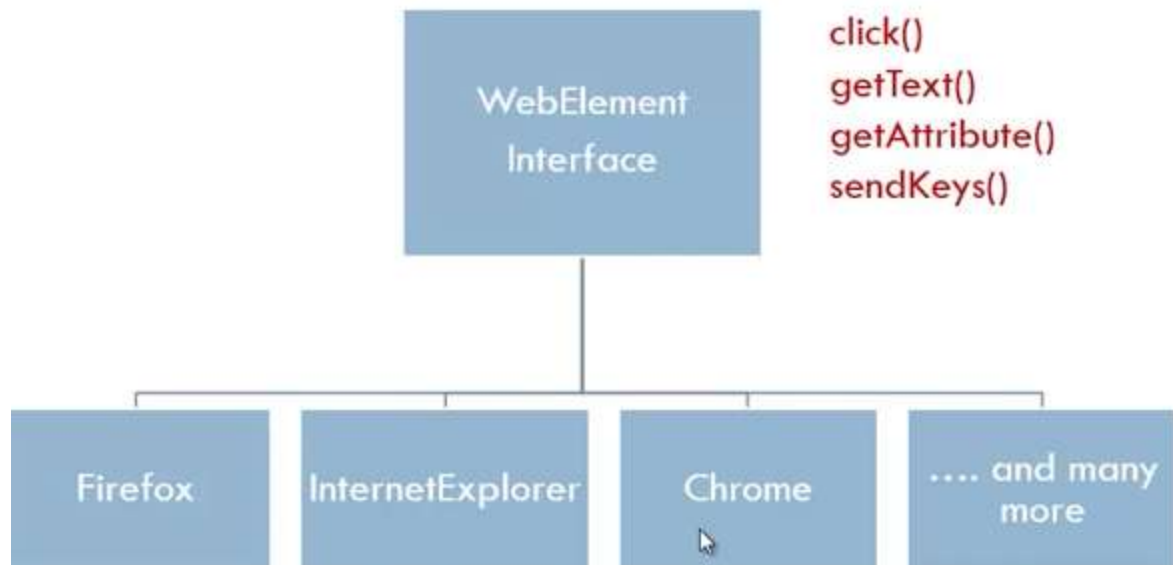 WebElement
Interface
click()
getText()
getAttribute()
sendKeys()
Firefox
InternetExplorer
Chrome
.... and many
more